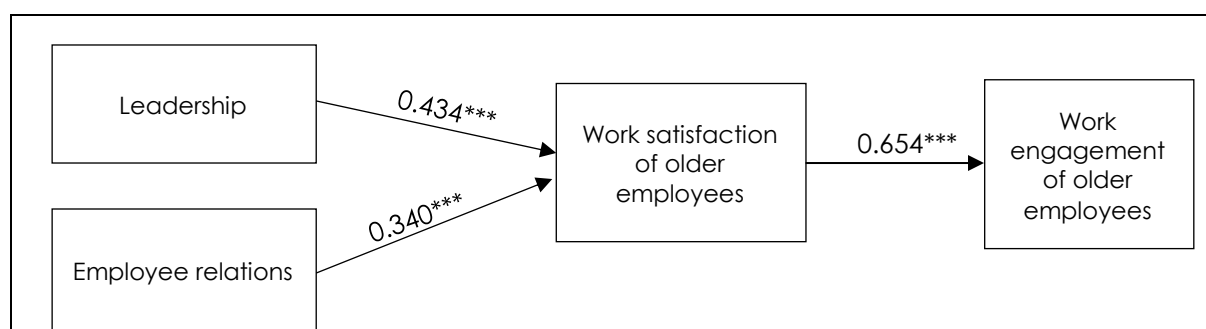 Leadership
0.434***
Employee relations
0.340***
Work satisfaction
of older
employees
0.654***
Work
engagement
of older
employees